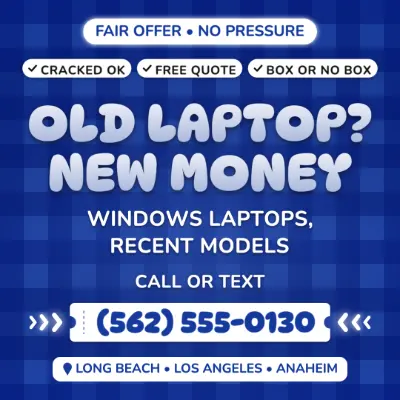 FAIR OFFER • NO PRESSURE
✓ CRACKED OK ✓ FREE QUOTE ✓ BOX OR NO BOX
OLD LAPTOP?
NEW MONEY
WINDOWS LAPTOPS,
RECENT MODELS
CALL OR TEXT
(562) 555-0130
LONG BEACH • LOS ANGELES • ANAHEIM